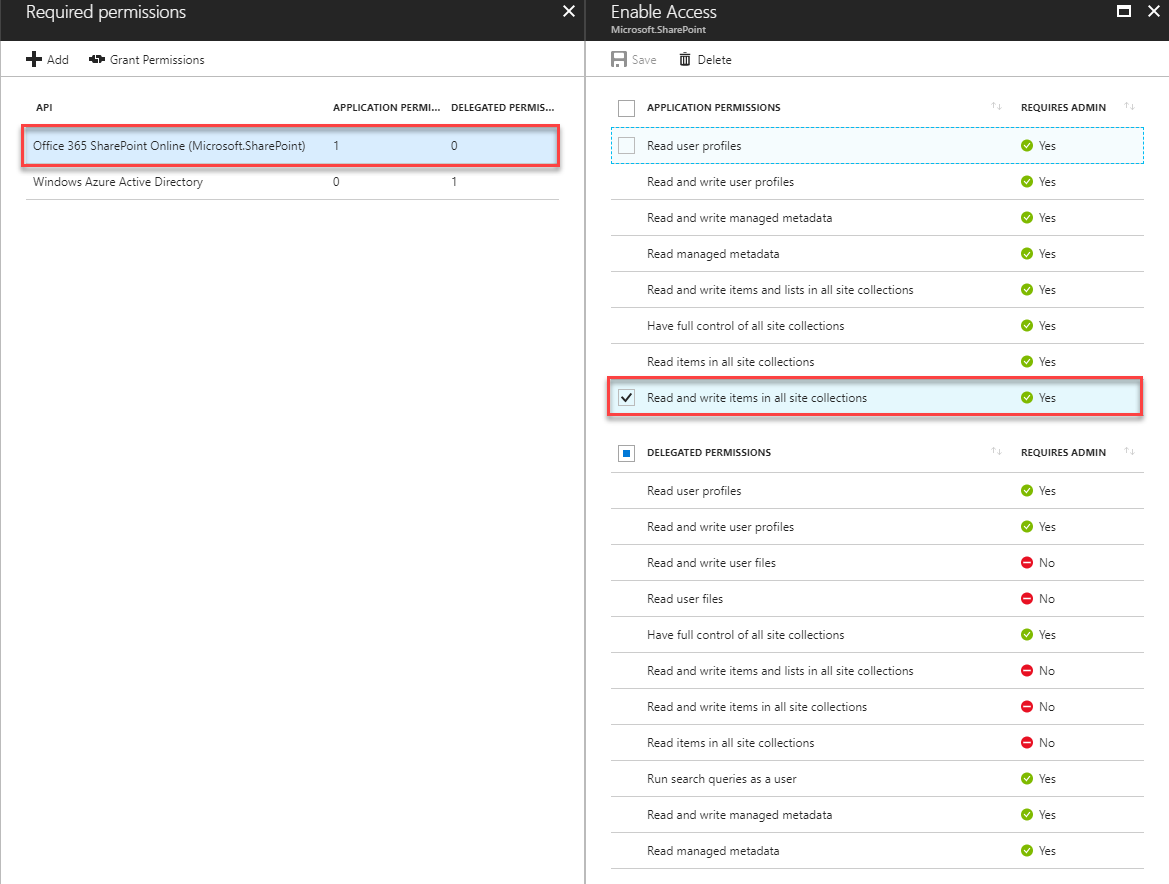 Required permissions
Add Grant Permissions
API APPLICATION PERMI... DELEGATED PERMIS...
Office 365 SharePoint Online (Microsoft.SharePoint) 1 0
Windows Azure Active Directory 0 1
Enable Access
Microsoft.SharePoint
Save Delete
APPLICATION PERMISSIONS REQUIRES ADMIN
Read user profiles Yes
Read and write user profiles Yes
Read and write managed metadata Yes
Read managed metadata Yes
Read and write items and lists in all site collections Yes
Have full control of all site collections Yes
Read items in all site collections Yes
Read and write items in all site collections Yes
DELEGATED PERMISSIONS REQUIRES ADMIN
Read user profiles Yes
Read and write user profiles Yes
Read and write user files No
Read user files No
Have full control of all site collections Yes
Read and write items and lists in all site collections No
Read and write items in all site collections No
Read items in all site collections No
Run search queries as a user Yes
Read and write managed metadata Yes
Read managed metadata Yes